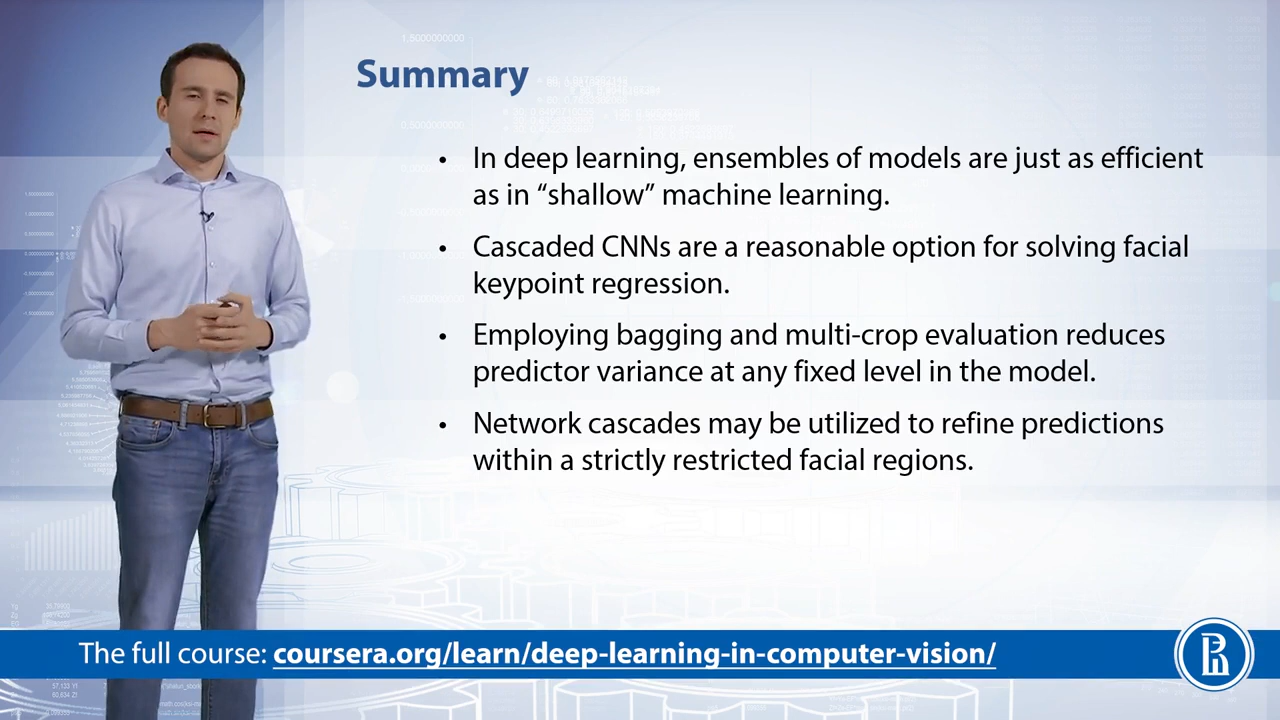 Summary
• In deep learning, ensembles of models are just as efficient
as in “shallow” machine learning.
• Cascaded CNNs are a reasonable option for solving facial
keypoint regression.
• Employing bagging and multi-crop evaluation reduces
predictor variance at any fixed level in the model.
• Network cascades may be utilized to refine predictions
within a strictly restricted facial regions.
The full course: coursera.org/learn/deep-learning-in-computer-vision/